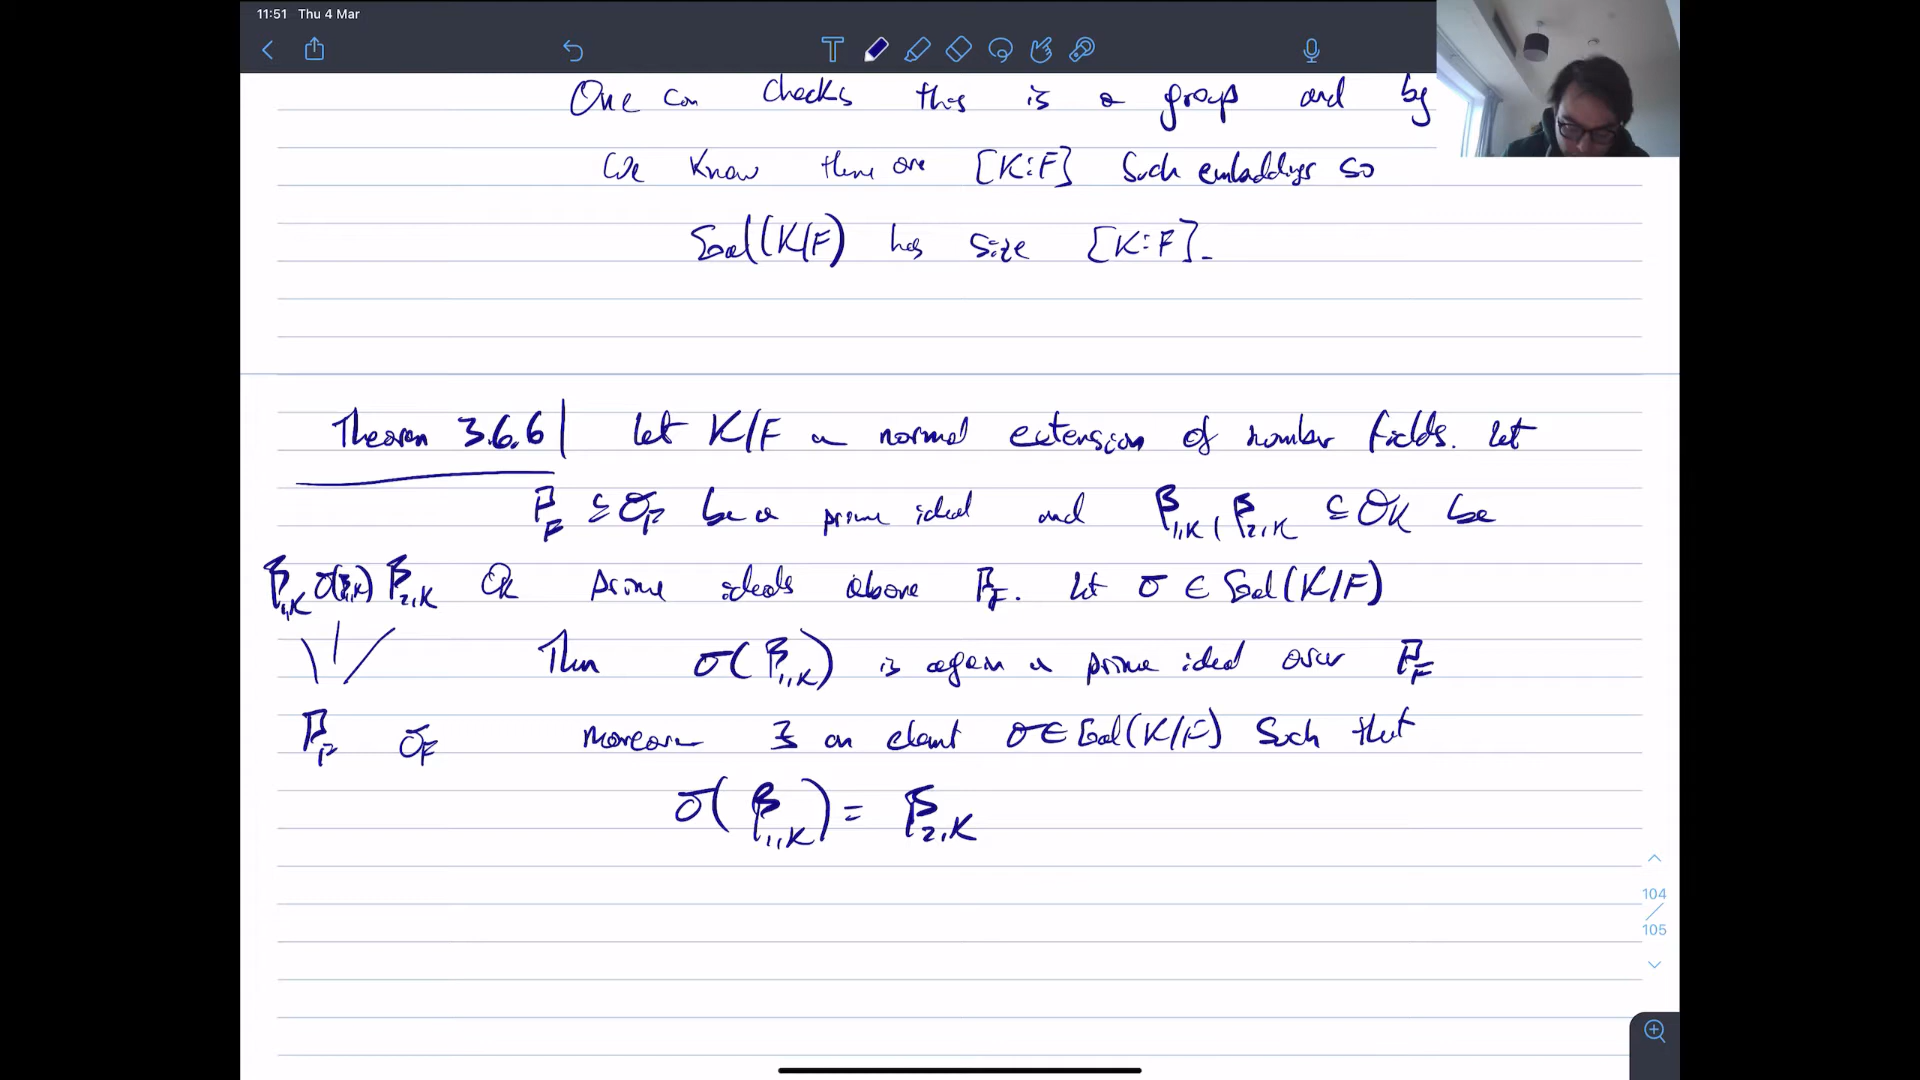 11:51 Thu 4 Mar
One can checks this is a group and by
we know there are [K:F] such embeddings so
Gal(K/F) has size [K:F].
Theorem 3.6.6 | Let K/F a normal extension of number fields. Let
𝔭_F ⊆ O_F be a prime ideal and 𝔭_{1,K}, 𝔭_{2,K} ⊆ O_K be
prime ideals above 𝔭_F. Let σ ∈ Gal(K/F)
𝔭_{1,K} σ(𝔭_{1,K}) 𝔭_{2,K} O_K
Then σ(𝔭_{1,K}) is again a prime ideal over 𝔭_F
𝔭_F O_F
moreover ∃ an element σ ∈ Gal(K/F) such that
σ(𝔭_{1,K}) = 𝔭_{2,K}
104
105